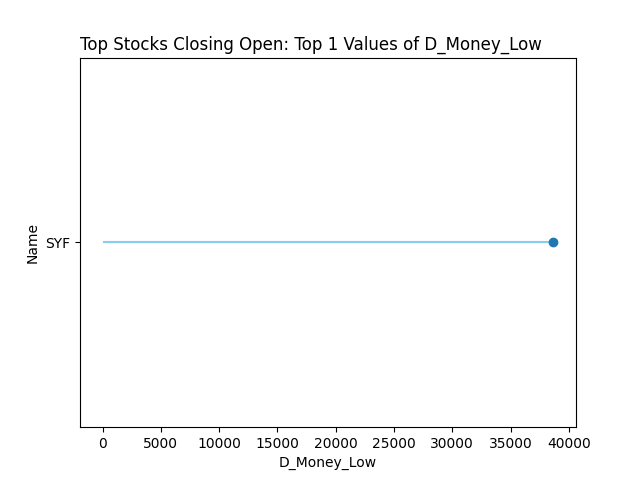 Top Stocks Closing Open: Top 1 Values of D_Money_Low
Name
SYF
0 5000 10000 15000 20000 25000 30000 35000 40000
D_Money_Low